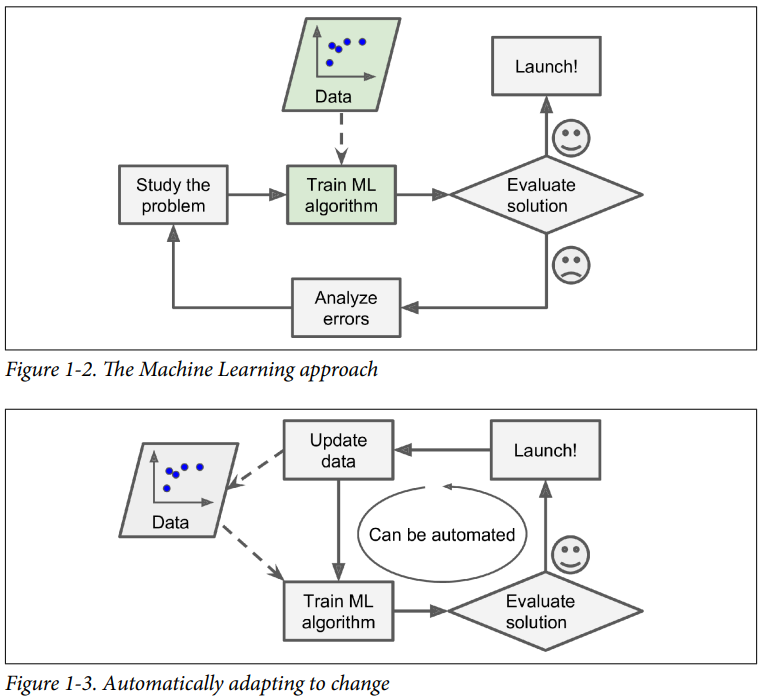 Data
Launch!
Study the
problem
Train ML
algorithm
Evaluate
solution
Analyze
errors
Figure 1-2. The Machine Learning approach
Update
data
Launch!
Data
Can be automated
Train ML
algorithm
Evaluate
solution
Figure 1-3. Automatically adapting to change